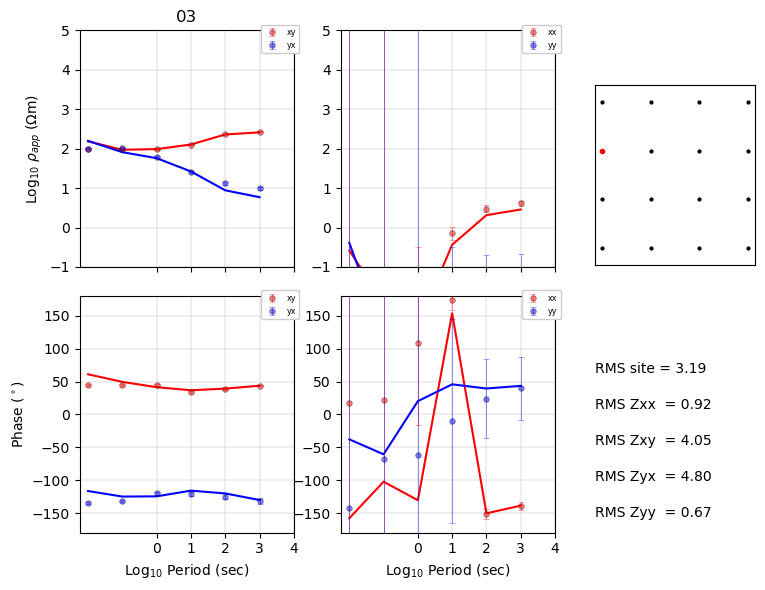 03
xy
yx
xx
yy
5
4
3
2
1
0
−1
Log10 ρapp (Ωm)
5
4
3
2
1
0
−1
xy
yx
xx
yy
150
100
50
0
−50
−100
−150
Phase (°)
150
100
50
0
−50
−100
−150
0 1 2 3 4
0 1 2 3 4
Log10 Period (sec)
Log10 Period (sec)
RMS site = 3.19
RMS Zxx = 0.92
RMS Zxy = 4.05
RMS Zyx = 4.80
RMS Zyy = 0.67